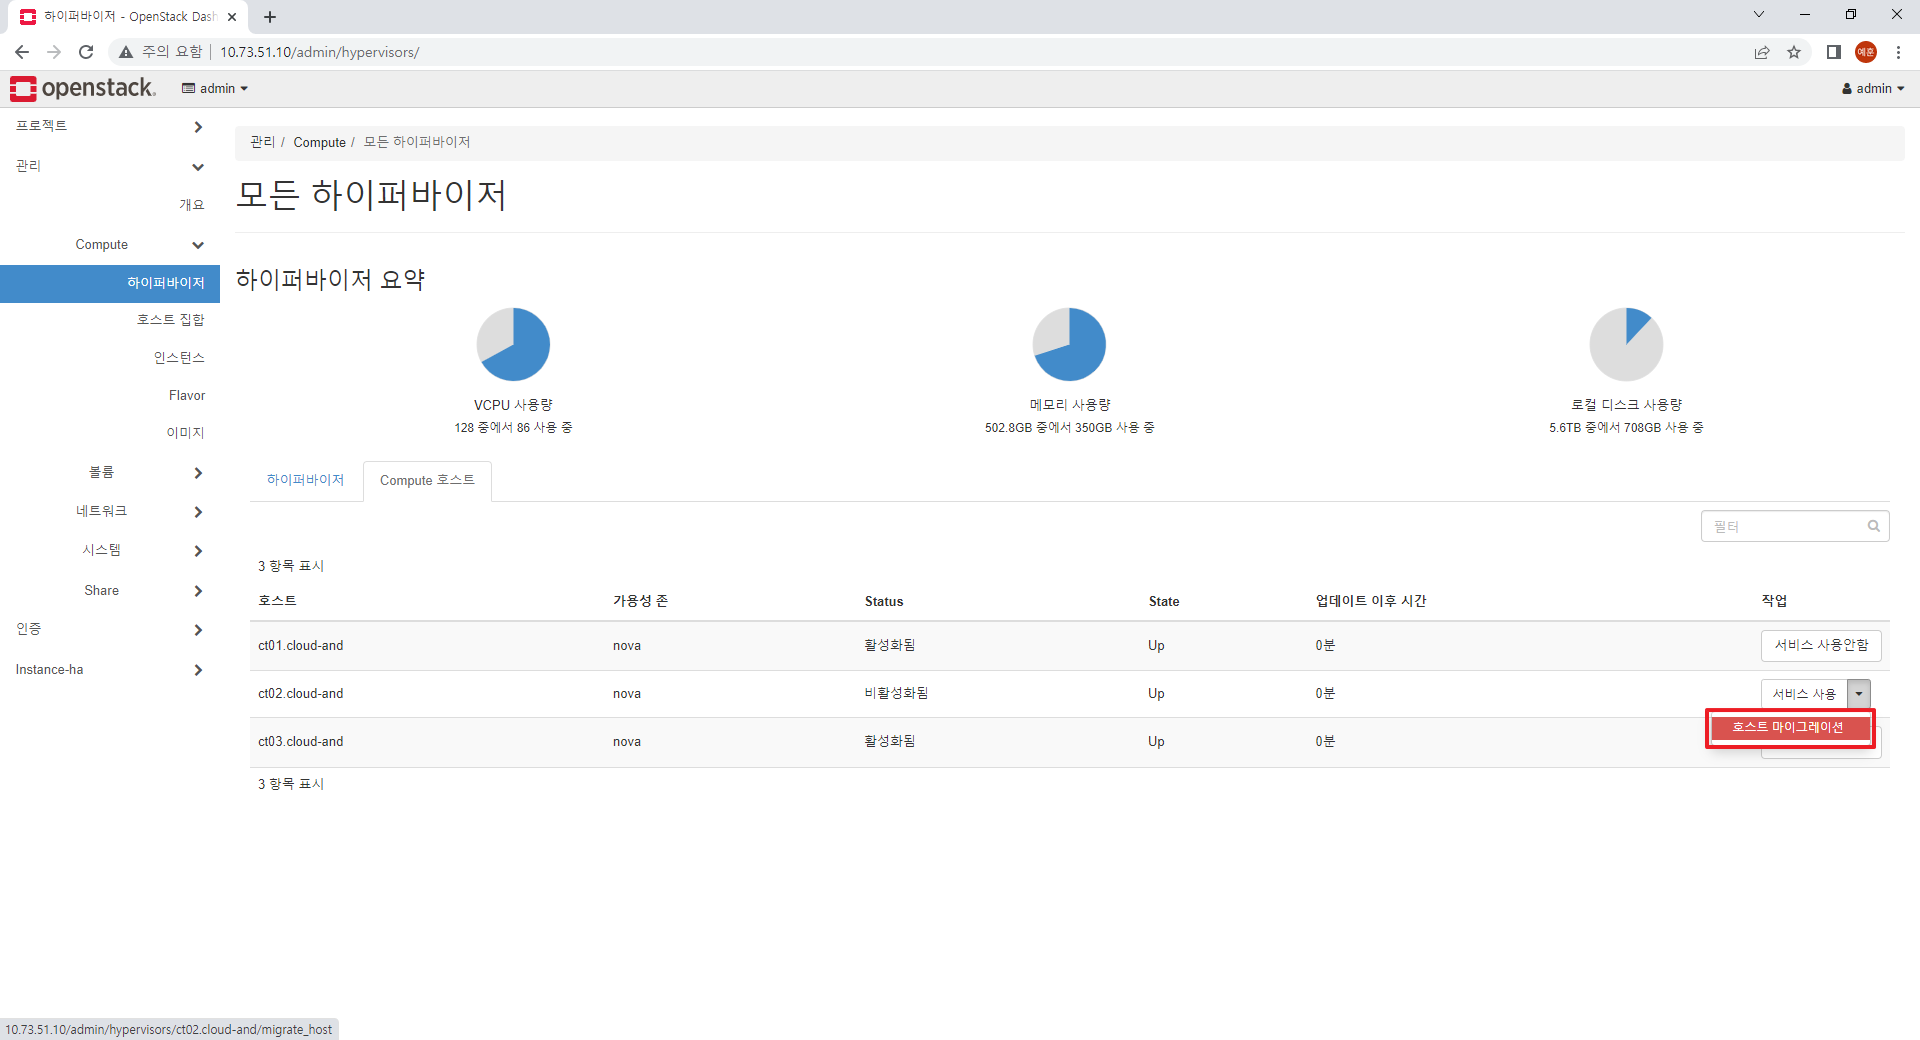 하이퍼바이저 - OpenStack Dash
주의 요함
10.73.51.10/admin/hypervisors/
예훈
openstack.
admin
admin
프로젝트
관리
개요
Compute
하이퍼바이저
호스트 집합
인스턴스
Flavor
이미지
볼륨
네트워크
시스템
Share
인증
Instance-ha
관리 / Compute / 모든 하이퍼바이저
모든 하이퍼바이저
하이퍼바이저 요약
VCPU 사용량
128 중에서 86 사용 중
메모리 사용량
502.8GB 중에서 350GB 사용 중
로컬 디스크 사용량
5.6TB 중에서 708GB 사용 중
하이퍼바이저
Compute 호스트
필터
3 항목 표시
호스트 가용성 존 Status State 업데이트 이후 시간 작업
ct01.cloud-and nova 활성화됨 Up 0분 서비스 사용안함
ct02.cloud-and nova 비활성화됨 Up 0분 서비스 사용
호스트 마이그레이션
ct03.cloud-and nova 활성화됨 Up 0분
3 항목 표시
10.73.51.10/admin/hypervisors/ct02.cloud-and/migrate_host